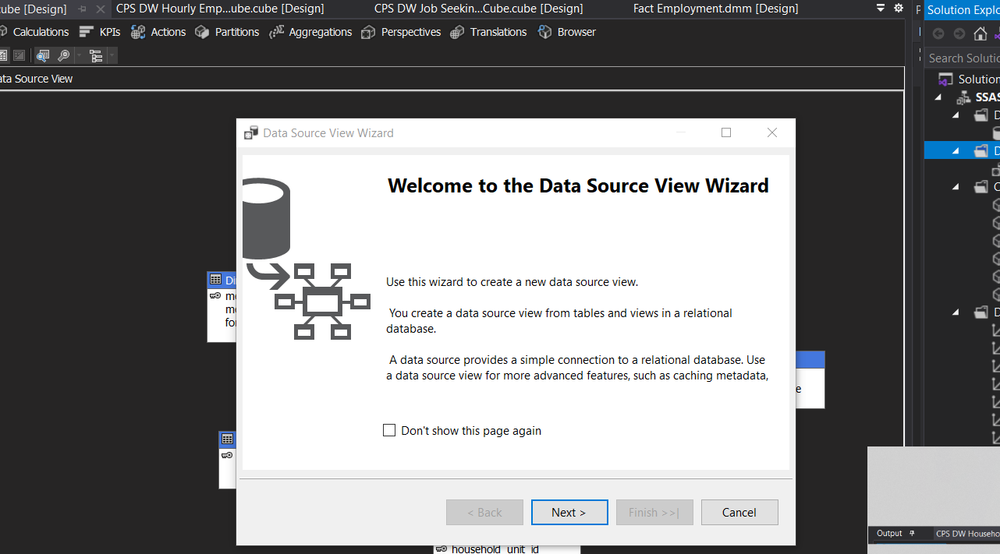 ube.cube [Design]
CPS DW Hourly Emp...ube.cube [Design]
CPS DW Job Seekin...Cube.cube [Design]
Fact Employment.dmm [Design]
Solution Explo
Calculations
KPIs
Actions
Partitions
Aggregations
Perspectives
Translations
Browser
Search Solutio
ata Source View
Solution
SSAS
Data Source View Wizard
Welcome to the Data Source View Wizard
Use this wizard to create a new data source view.
You create a data source view from tables and views in a relational
database.
A data source provides a simple connection to a relational database. Use
a data source view for more advanced features, such as caching metadata,
Don't show this page again
< Back
Next >
Finish >>|
Cancel
Di
mo
me
for
e
Output
CPS DW Househo
household_unit_id